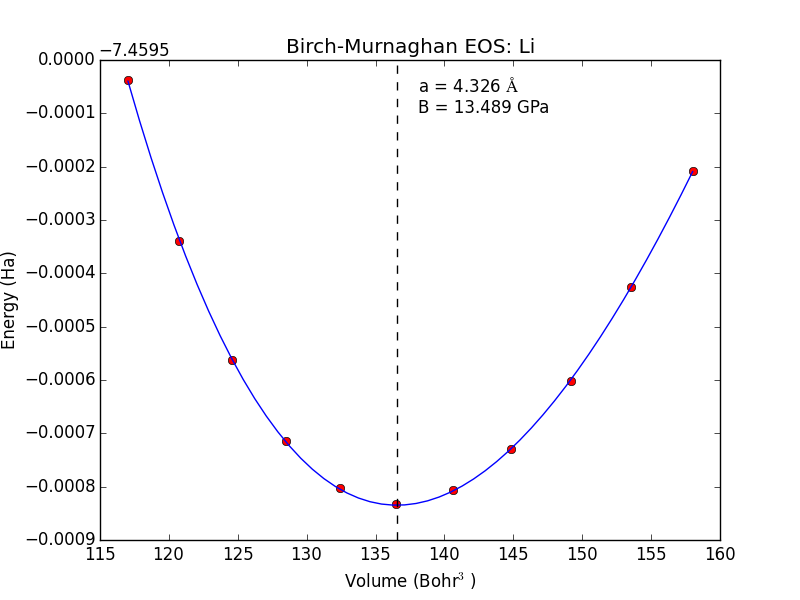 Birch-Murnaghan EOS: Li
−7.4595
a = 4.326 Å
B = 13.489 GPa
0.0000
−0.0001
−0.0002
−0.0003
−0.0004
−0.0005
−0.0006
−0.0007
−0.0008
−0.0009
Energy (Ha)
115 120 125 130 135 140 145 150 155 160
Volume (Bohr³ )